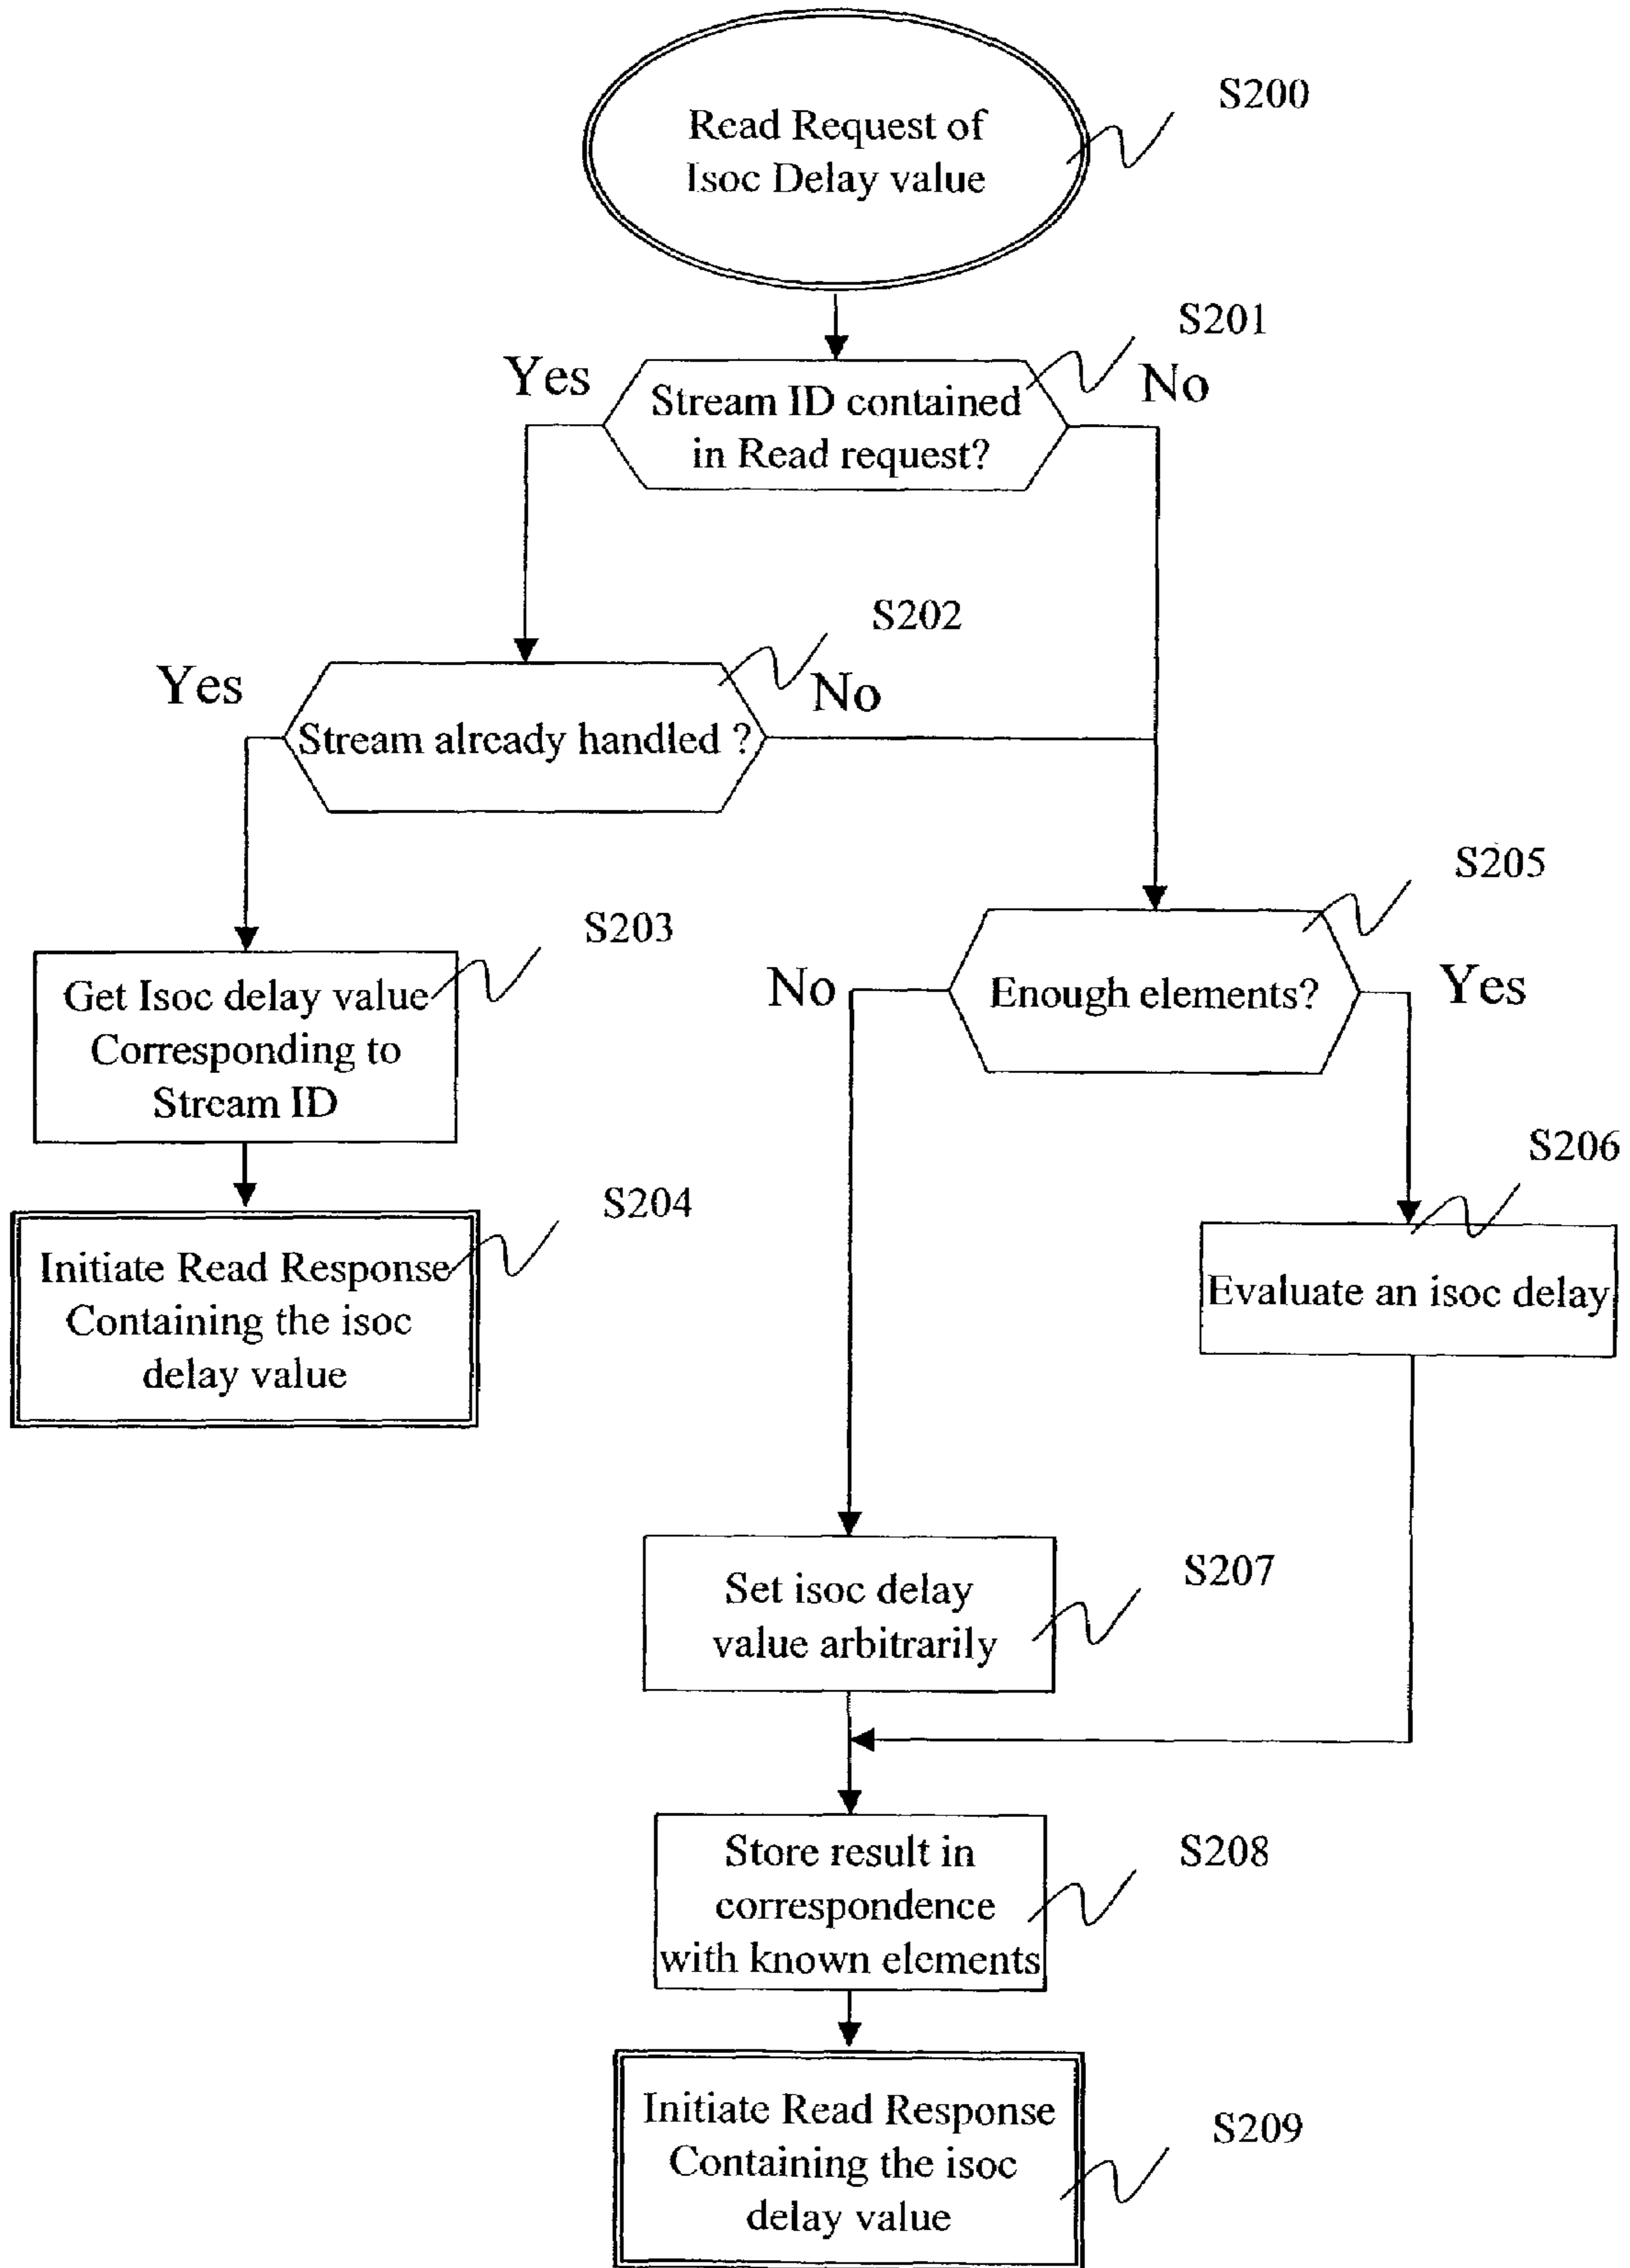 S200
Read Request of
Isoc Delay value
S201
Yes
No
Stream ID contained
in Read request?
S202
Yes
No
Stream already handled ?
S205
S203
No
Yes
Enough elements?
Get Isoc delay value
Corresponding to
Stream ID
S206
S204
Initiate Read Response
Containing the isoc
delay value
Evaluate an isoc delay
S207
Set isoc delay
value arbitrarily
S208
Store result in
correspondence
with known elements
S209
Initiate Read Response
Containing the isoc
delay value